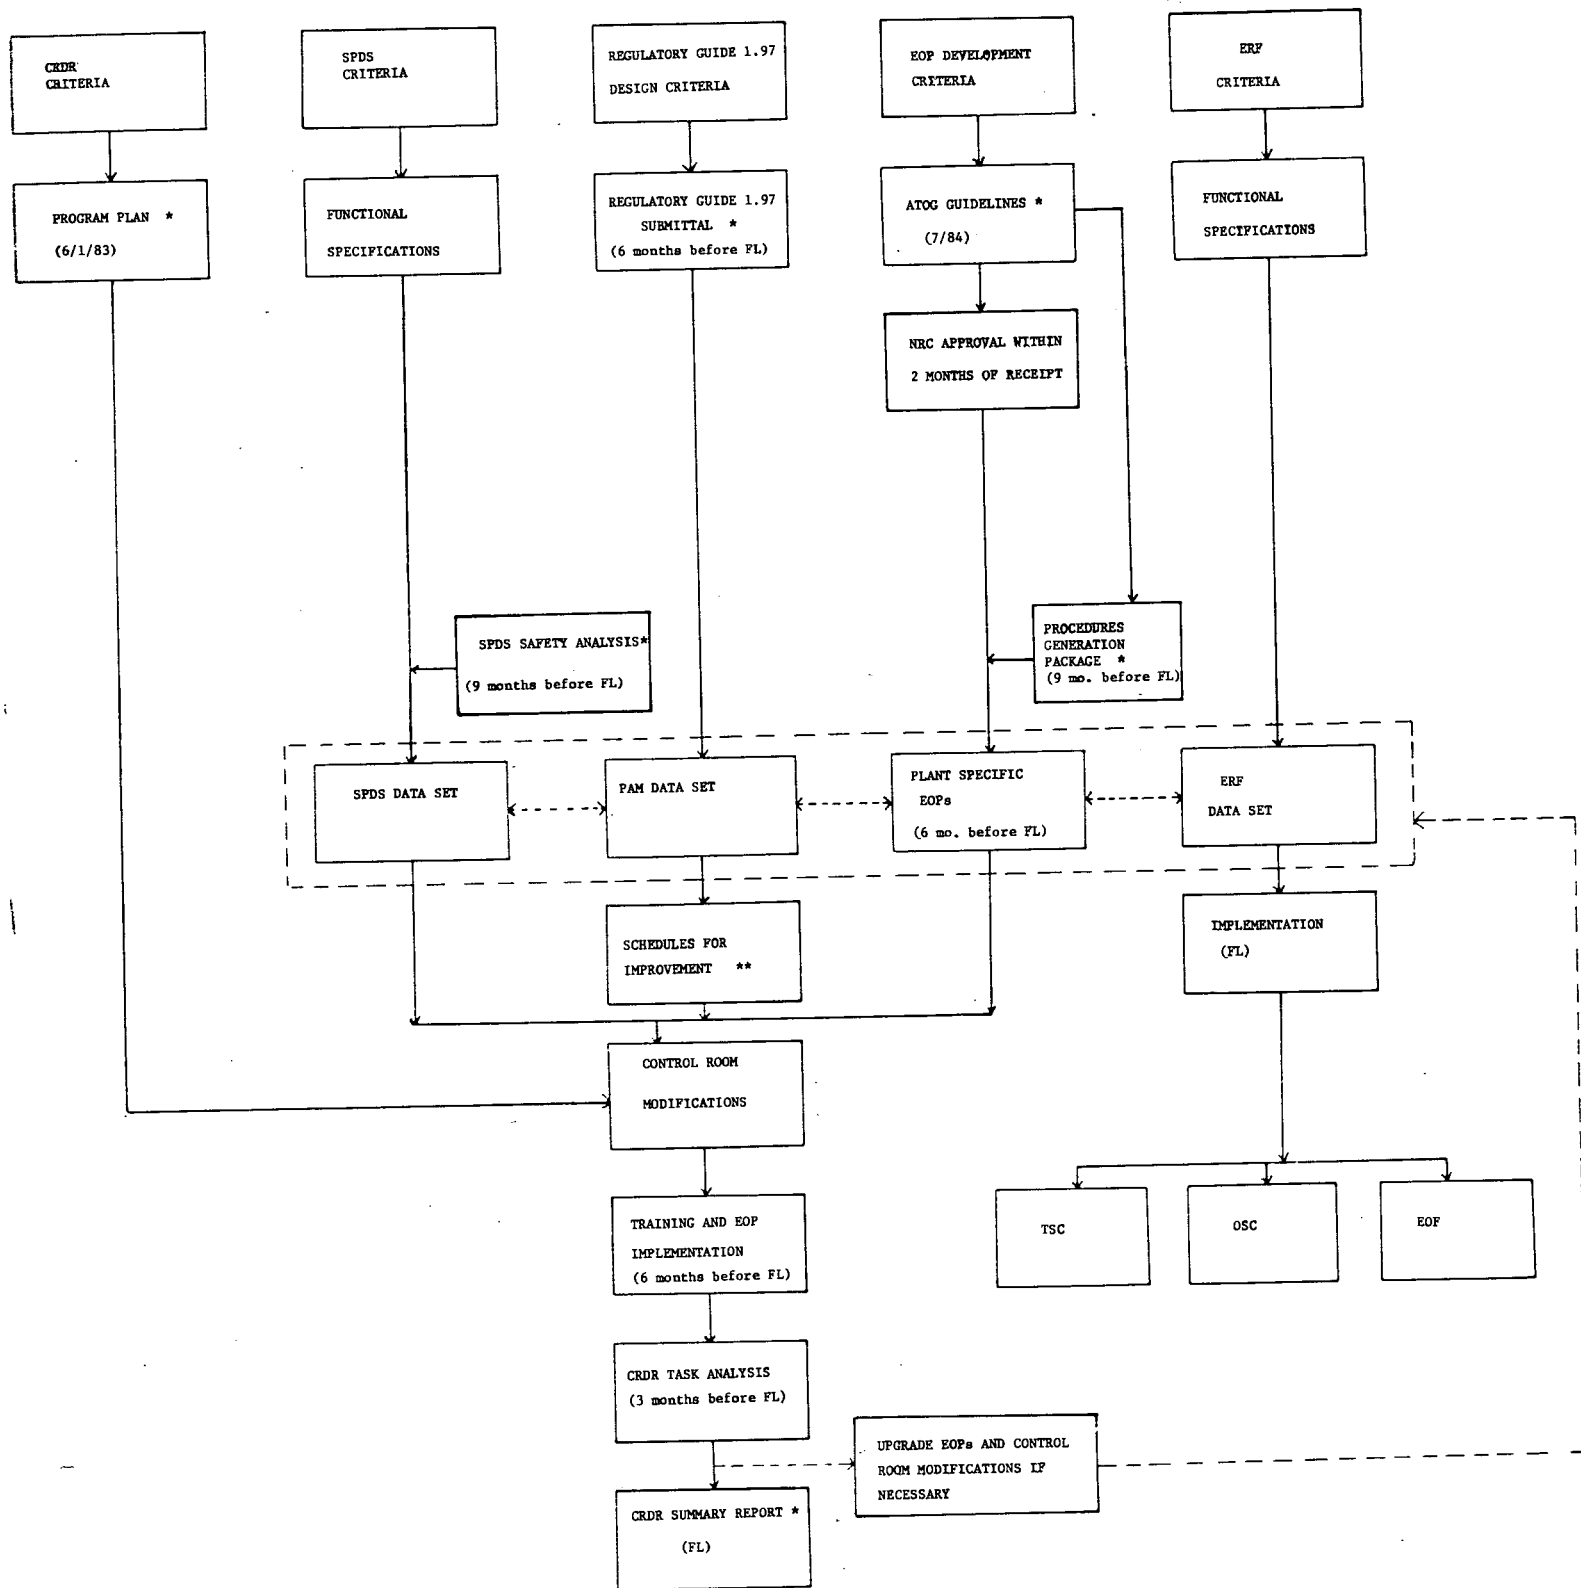 CRDR
CRITERIA
SPDS
CRITERIA
REGULATORY GUIDE 1.97
DESIGN CRITERIA
EOP DEVELOPMENT
CRITERIA
ERF
CRITERIA
PROGRAM PLAN *
(6/1/83)
FUNCTIONAL
SPECIFICATIONS
REGULATORY GUIDE 1.97
SUBMITTAL *
(6 months before FL)
ATOG GUIDELINES *
(7/84)
FUNCTIONAL
SPECIFICATIONS
NRC APPROVAL WITHIN
2 MONTHS OF RECEIPT
SPDS SAFETY ANALYSIS*
(9 months before FL)
PROCEDURES
GENERATION
PACKAGE *
(9 mo. before FL)
SPDS DATA SET
PAM DATA SET
PLANT SPECIFIC
EOPs
(6 mo. before FL)
ERF
DATA SET
SCHEDULES FOR
IMPROVEMENT **
IMPLEMENTATION
(FL)
CONTROL ROOM
MODIFICATIONS
TRAINING AND EOP
IMPLEMENTATION
(6 months before FL)
TSC
OSC
EOF
CRDR TASK ANALYSIS
(3 months before FL)
UPGRADE EOPs AND CONTROL
ROOM MODIFICATIONS IF
NECESSARY
CRDR SUMMARY REPORT *
(FL)